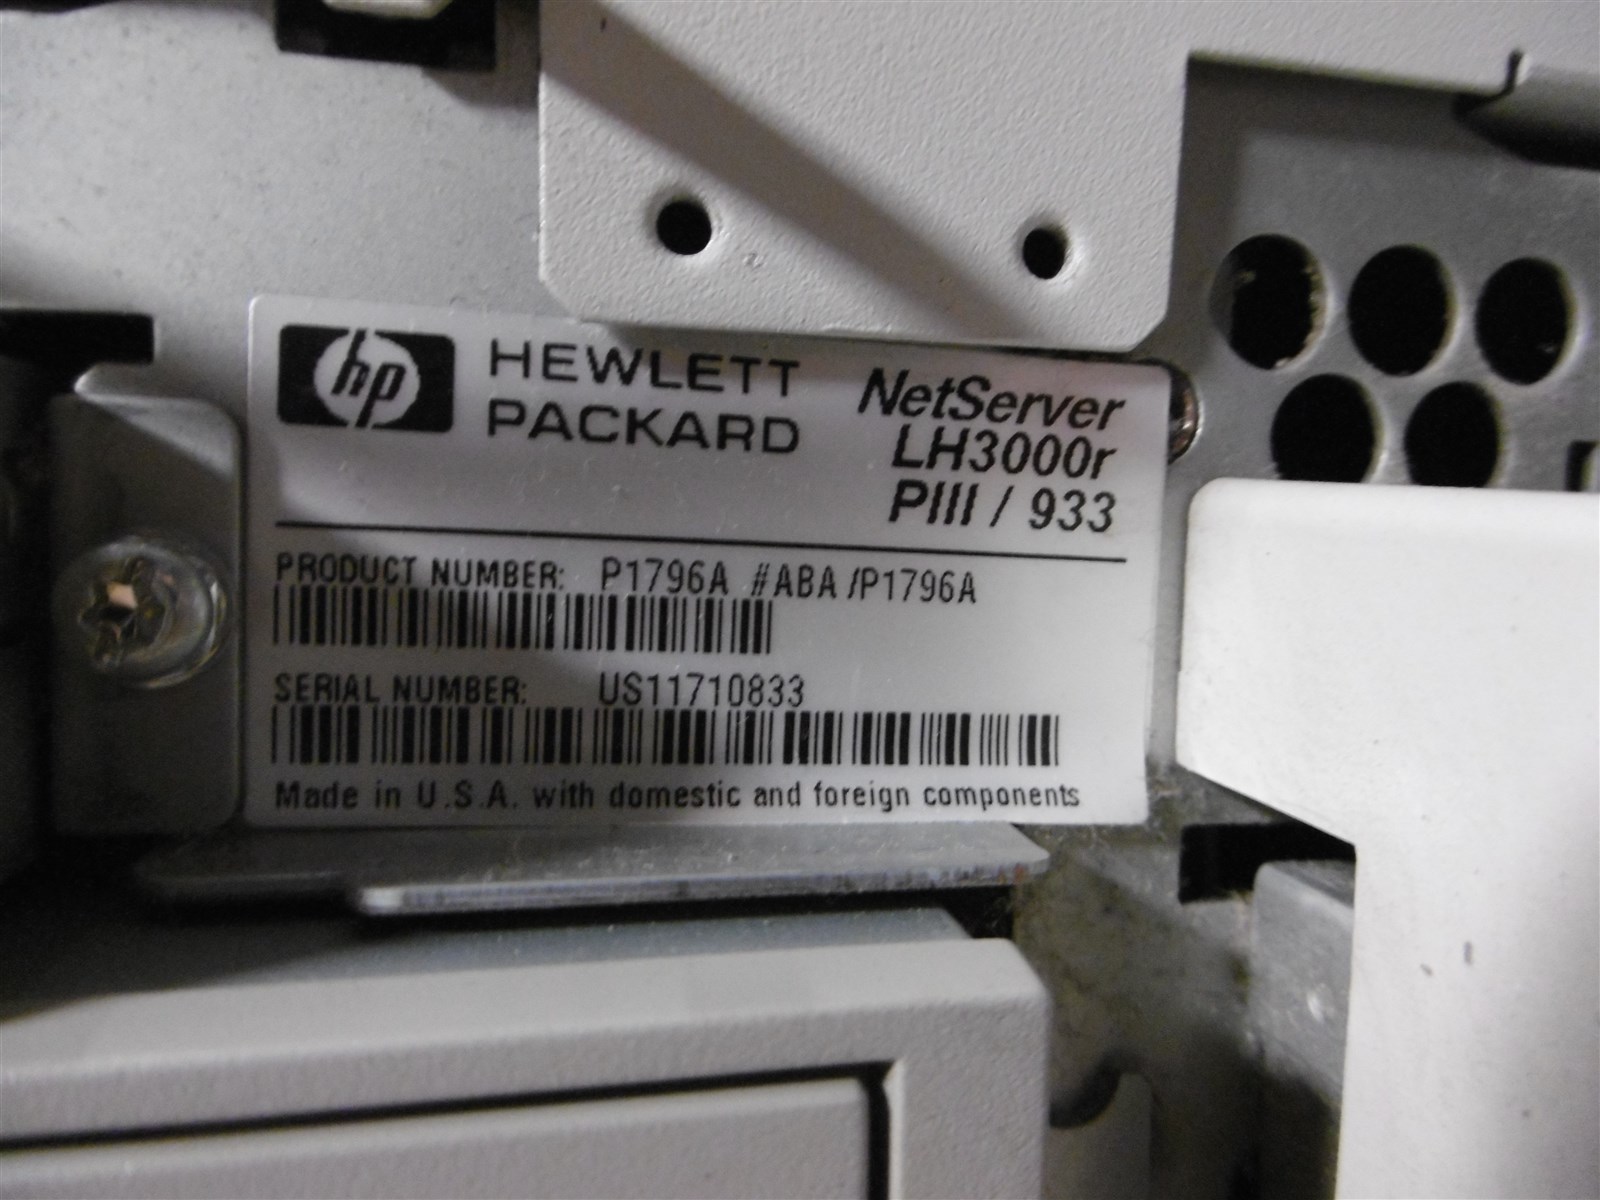 hp HEWLETT PACKARD
NetServer
LH3000r
PIII / 933
PRODUCT NUMBER: P1796A #ABA /P1796A
SERIAL NUMBER: US11710833
Made in U.S.A. with domestic and foreign components